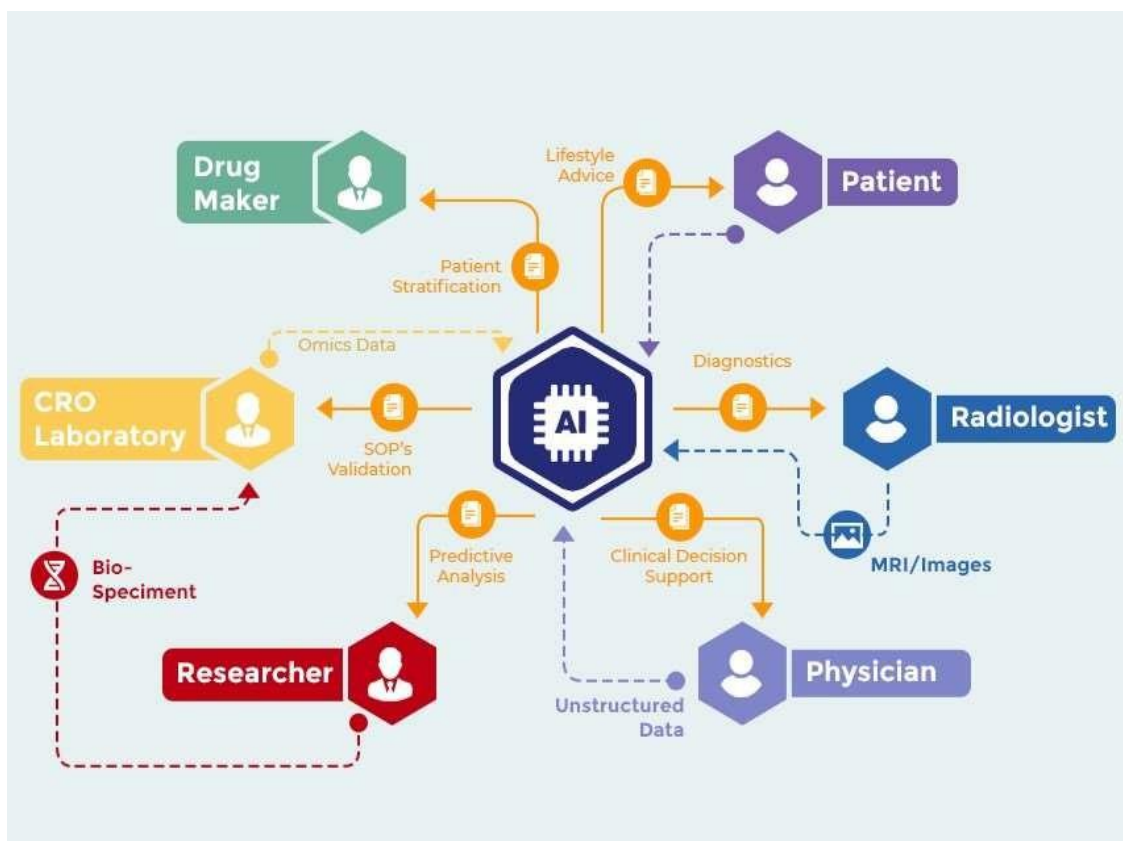 Drug
Maker
Lifestyle
Advice
Patient
Patient
Stratification
Omics Data
AI
Diagnostics
CRO
Laboratory
Radiologist
SOP's
Validation
Predictive
Analysis
Clinical Decision
Support
MRI/Images
Bio-
Speciment
Researcher
Physician
Unstructured
Data